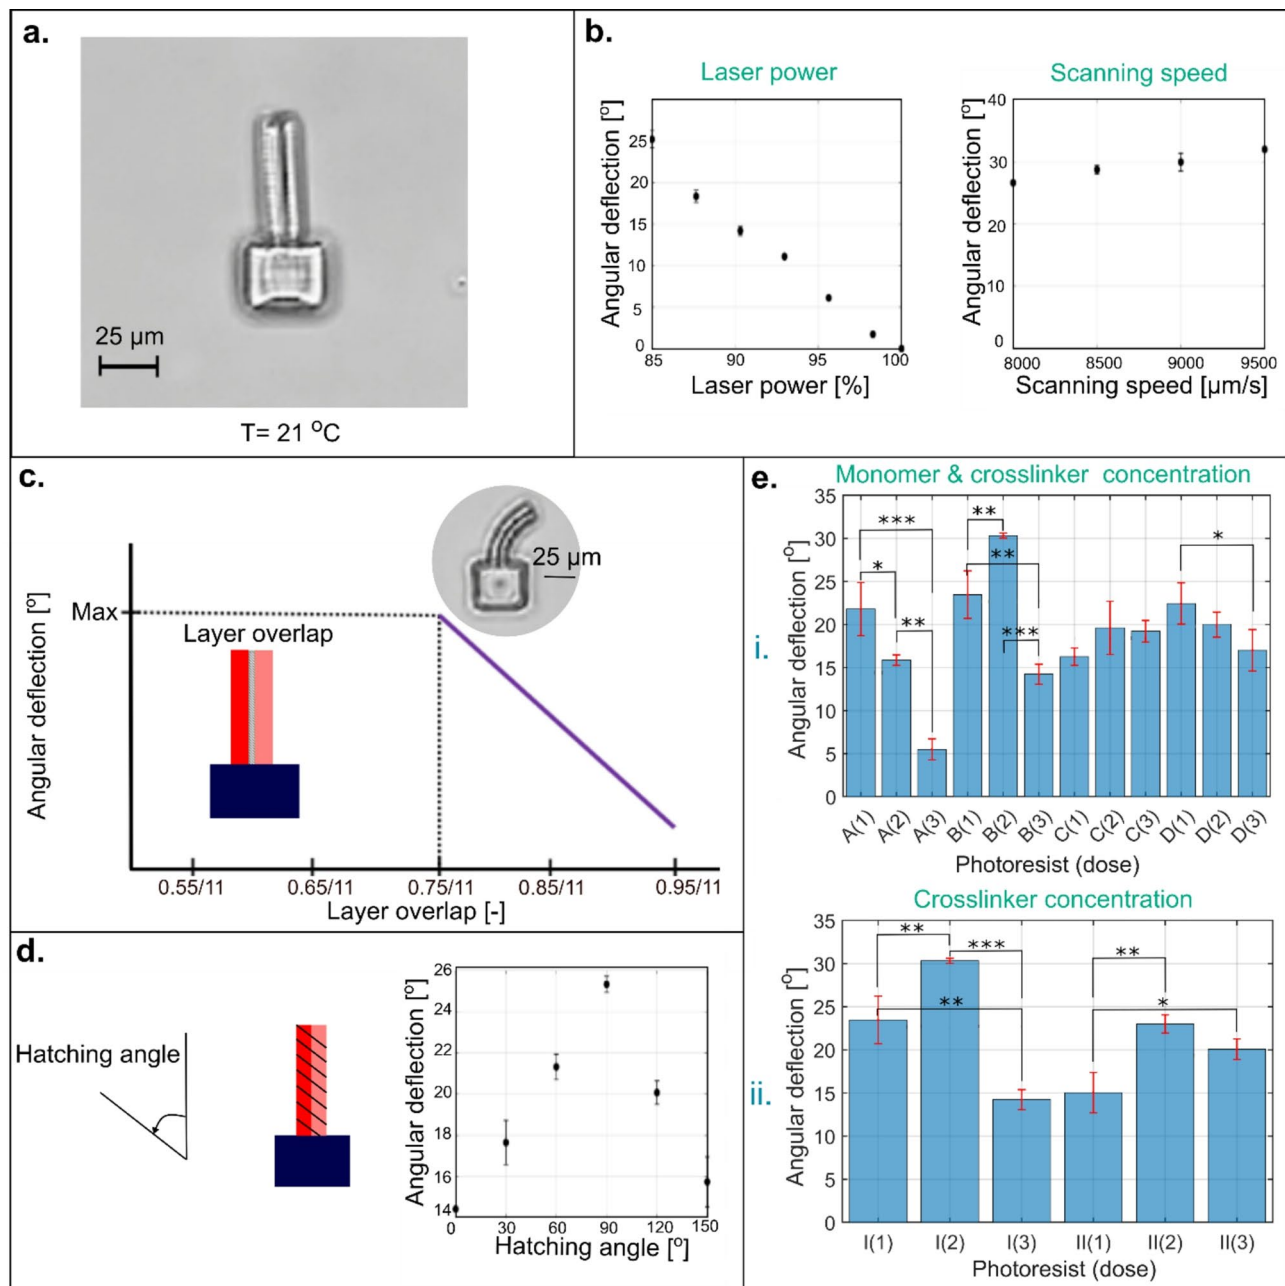 a.
25 µm
T= 21 °C
b.
Laser power
Angular deflection [°]
25
20
15
10
5
0
85
90
95
100
Laser power [%]
Scanning speed
Angular deflection [°]
40
30
20
10
0
8000
8500
9000
9500
Scanning speed [µm/s]
c.
Angular deflection [°]
Max
Layer overlap
25 µm
0.55/11
0.65/11
0.75/11
0.85/11
0.95/11
Layer overlap [-]
d.
Hatching angle
Angular deflection [°]
26
24
22
20
18
16
14
0
30
60
90
120
150
Hatching angle [°]
e.
Monomer & crosslinker concentration
i.
Angular deflection [°]
35
30
25
20
15
10
5
0
***
*
**
**
**
***
*
A(1)
A(2)
A(3)
B(1)
B(2)
B(3)
C(1)
C(2)
C(3)
D(1)
D(2)
D(3)
Photoresist (dose)
Crosslinker concentration
ii.
Angular deflection [°]
35
30
25
20
15
10
5
0
**
***
**
**
*
I(1)
I(2)
I(3)
II(1)
II(2)
II(3)
Photoresist (dose)